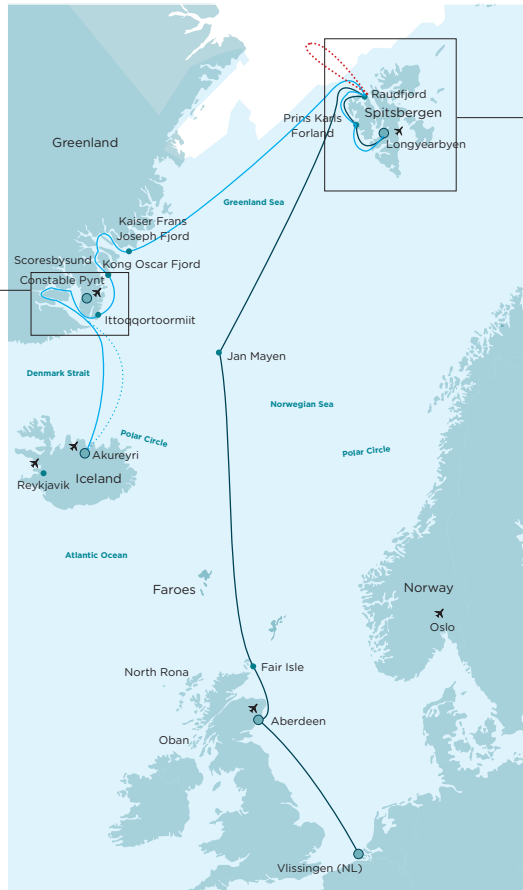 Raudfjord
Spitsbergen
Prins Karls
Forland
Longyearbyen
Greenland
Greenland Sea
Kaiser Frans
Joseph Fjord
Scoresbysund
Kong Oscar Fjord
Constable Pynt
Ittoqqortoormiit
Jan Mayen
Denmark Strait
Norwegian Sea
Polar Circle
Polar Circle
Akureyri
Iceland
Reykjavik
Atlantic Ocean
Faroes
Norway
Oslo
Fair Isle
North Rona
Aberdeen
Oban
Vlissingen (NL)